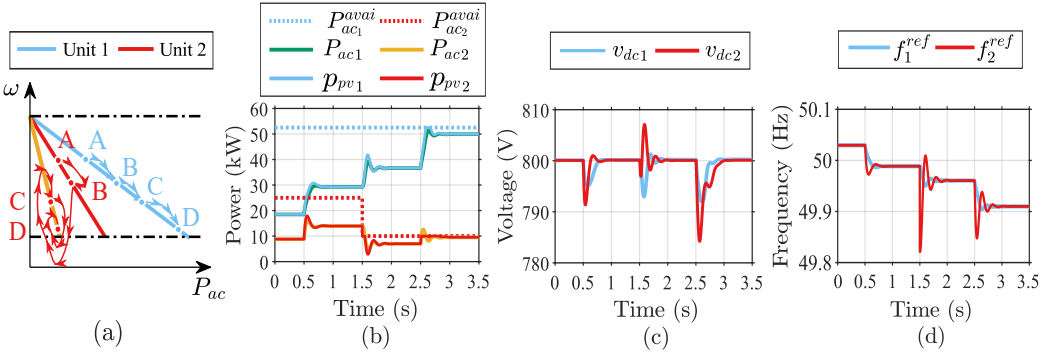 Unit 1 Unit 2
ω
A A
B B
C C
D D
P_ac
(a)
P_ac1^avai P_ac2^avai
P_ac1 P_ac2
p_pv1 p_pv2
Power (kW)
60
50
40
30
20
10
0
0 0.5 1 1.5 2 2.5 3 3.5
Time (s)
(b)
v_dc1 v_dc2
Voltage (V)
810
800
790
780
0 0.5 1 1.5 2 2.5 3 3.5
Time (s)
(c)
f_1^ref f_2^ref
Frequency (Hz)
50.1
50.0
49.9
49.8
0 0.5 1 1.5 2 2.5 3 3.5
Time (s)
(d)